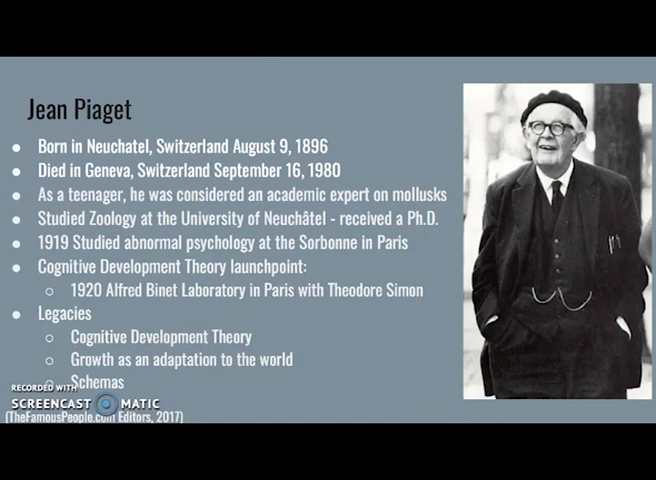 Jean Piaget
● Born in Neuchatel, Switzerland August 9, 1896
● Died in Geneva, Switzerland September 16, 1980
● As a teenager, he was considered an academic expert on mollusks
● Studied Zoology at the University of Neuchâtel - received a Ph.D.
● 1919 Studied abnormal psychology at the Sorbonne in Paris
● Cognitive Development Theory launchpoint:
○ 1920 Alfred Binet Laboratory in Paris with Theodore Simon
● Legacies
○ Cognitive Development Theory
○ Growth as an adaptation to the world
○ Schemas
RECORDED WITH
SCREENCAST MATIC
(TheFamousPeople.com Editors, 2017)